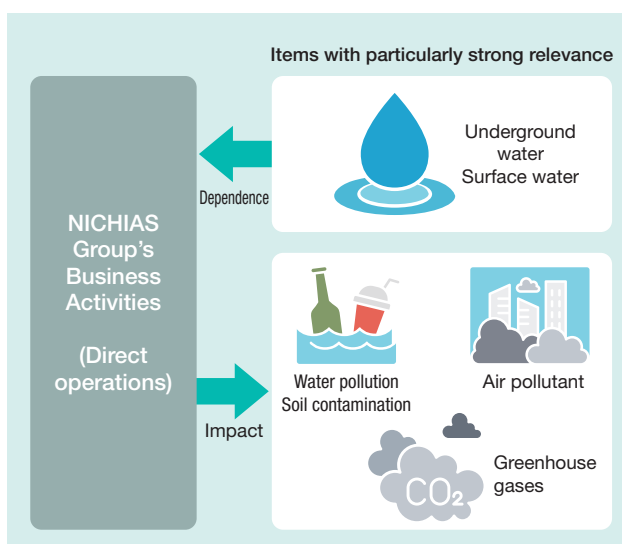 Items with particularly strong relevance
Underground
water
Surface water
Dependence
NICHIAS
Group's
Business
Activities
(Direct
operations)
Impact
Water pollution
Soil contamination
Air pollutant
CO₂
Greenhouse
gases